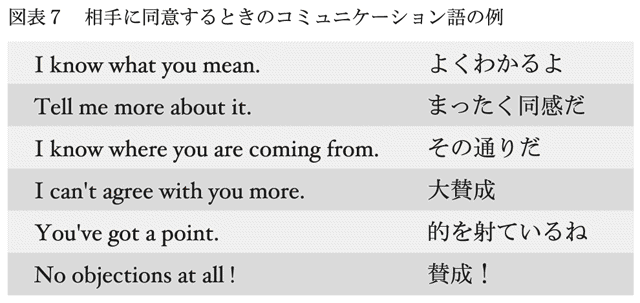 図表７　相手に同意するときのコミュニケーション語の例
I know what you mean.　よくわかるよ
Tell me more about it.　まったく同感だ
I know where you are coming from.　その通りだ
I can't agree with you more.　大賛成
You've got a point.　的を射ているね
No objections at all !　賛成！